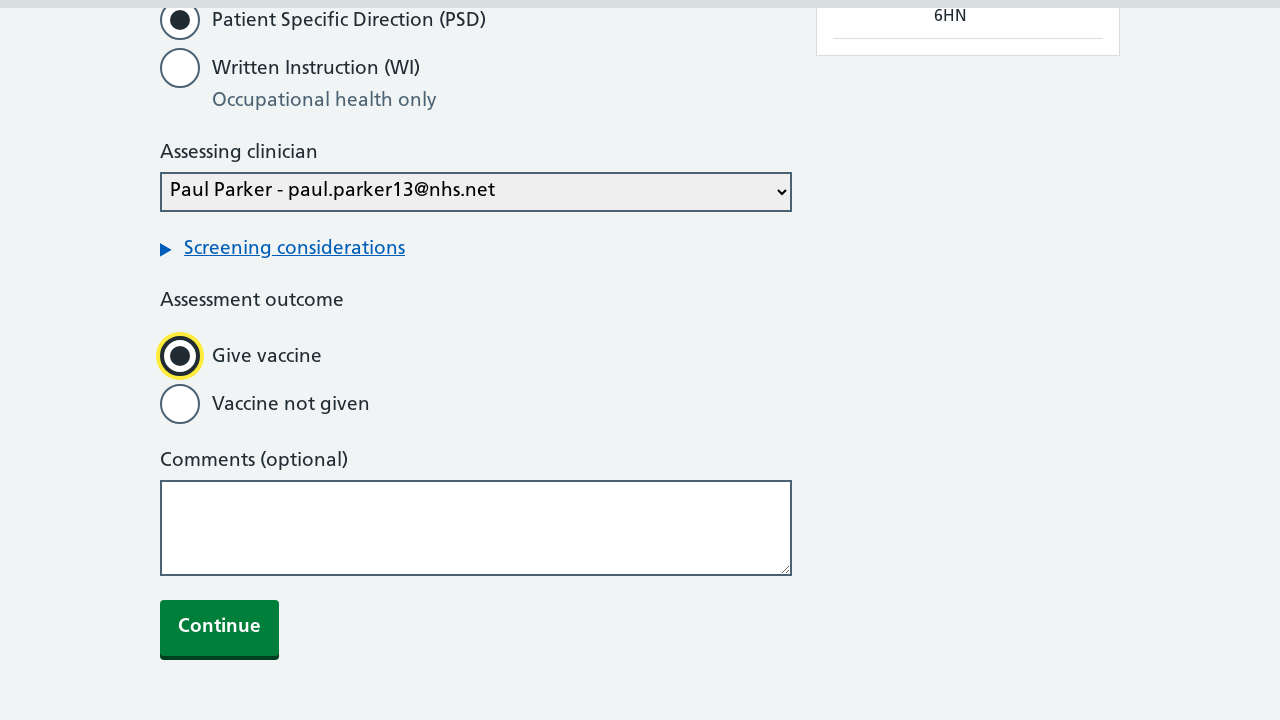 Patient Specific Direction (PSD)
6HN
Written Instruction (WI)
Occupational health only
Assessing clinician
Paul Parker - paul.parker13@nhs.net
Screening considerations
Assessment outcome
Give vaccine
Vaccine not given
Comments (optional)
Continue